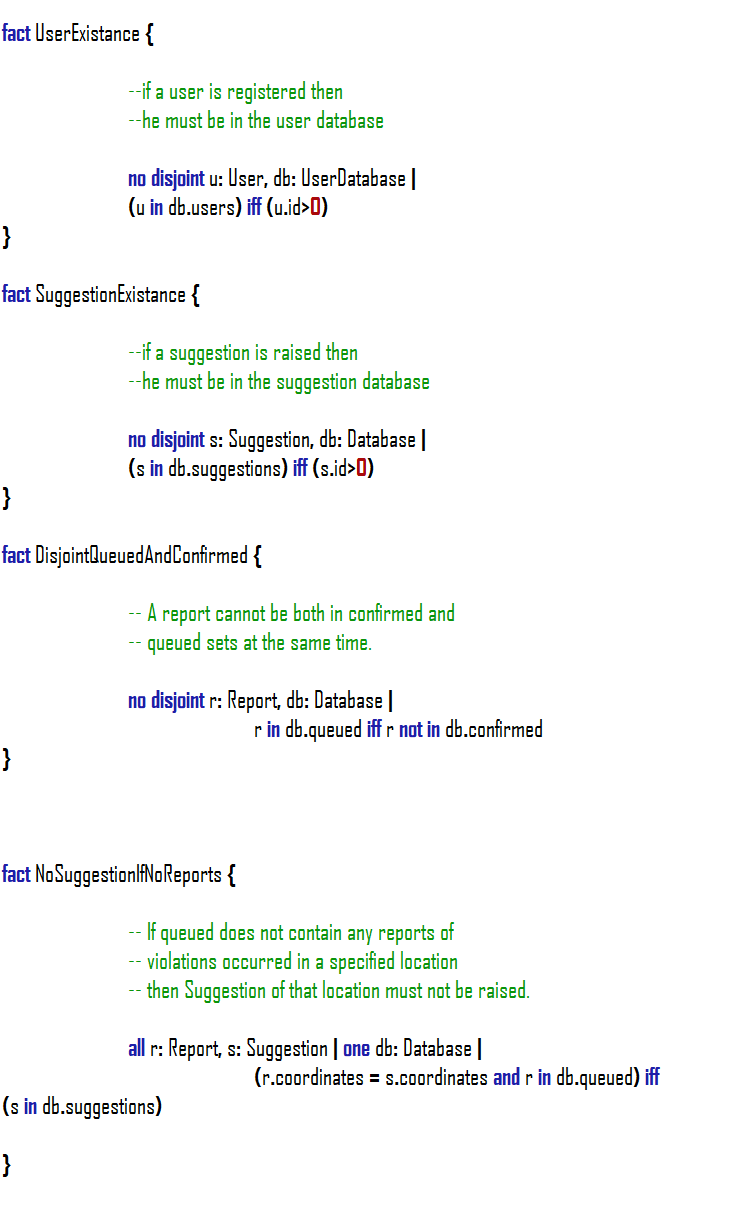 fact UserExistance {
--if a user is registered then
--he must be in the user database
no disjoint u: User, db: UserDatabase |
(u in db.users) iff (u.id>0)
}
fact SuggestionExistance {
--if a suggestion is raised then
--he must be in the suggestion database
no disjoint s: Suggestion, db: Database |
(s in db.suggestions) iff (s.id>0)
}
fact DisjointQueuedAndConfirmed {
-- A report cannot be both in confirmed and
-- queued sets at the same time.
no disjoint r: Report, db: Database |
r in db.queued iff r not in db.confirmed
}
fact NoSuggestionIfNoReports {
-- If queued does not contain any reports of
-- violations occurred in a specified location
-- then Suggestion of that location must not be raised.
all r: Report, s: Suggestion | one db: Database |
(r.coordinates = s.coordinates and r in db.queued) iff
(s in db.suggestions)
}